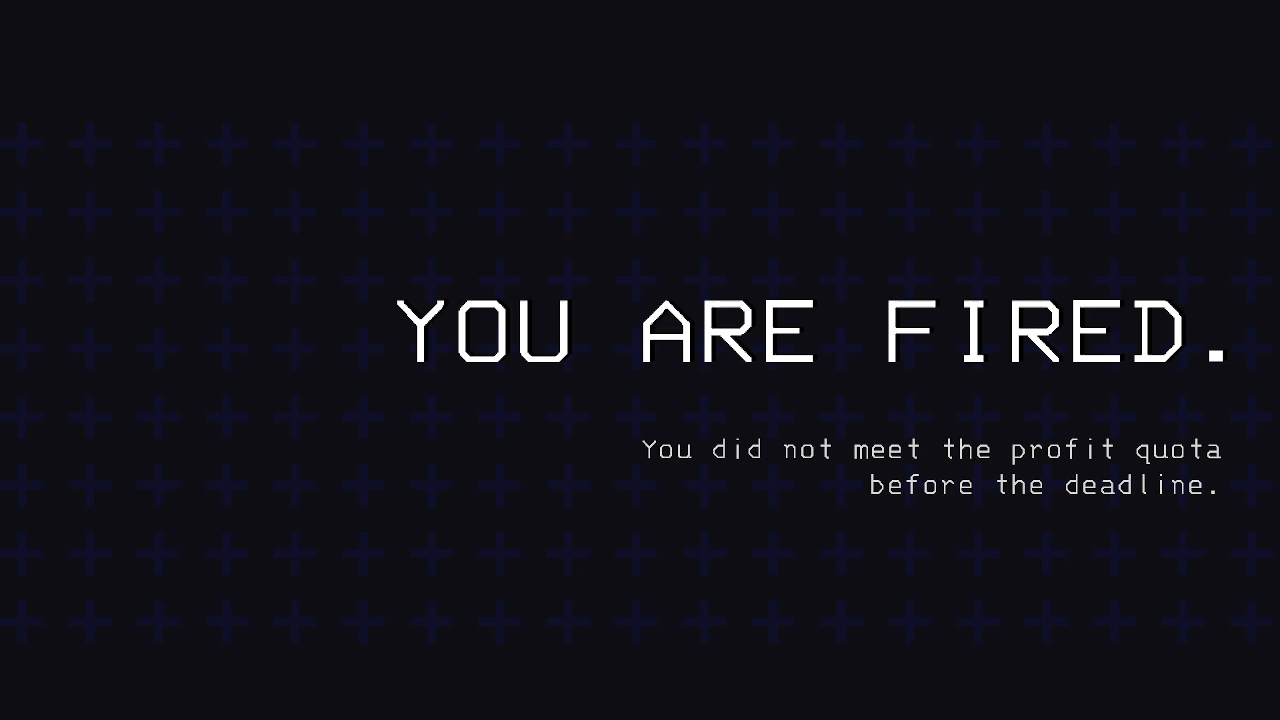 YOU ARE FIRED.
You did not meet the profit quota
before the deadline.